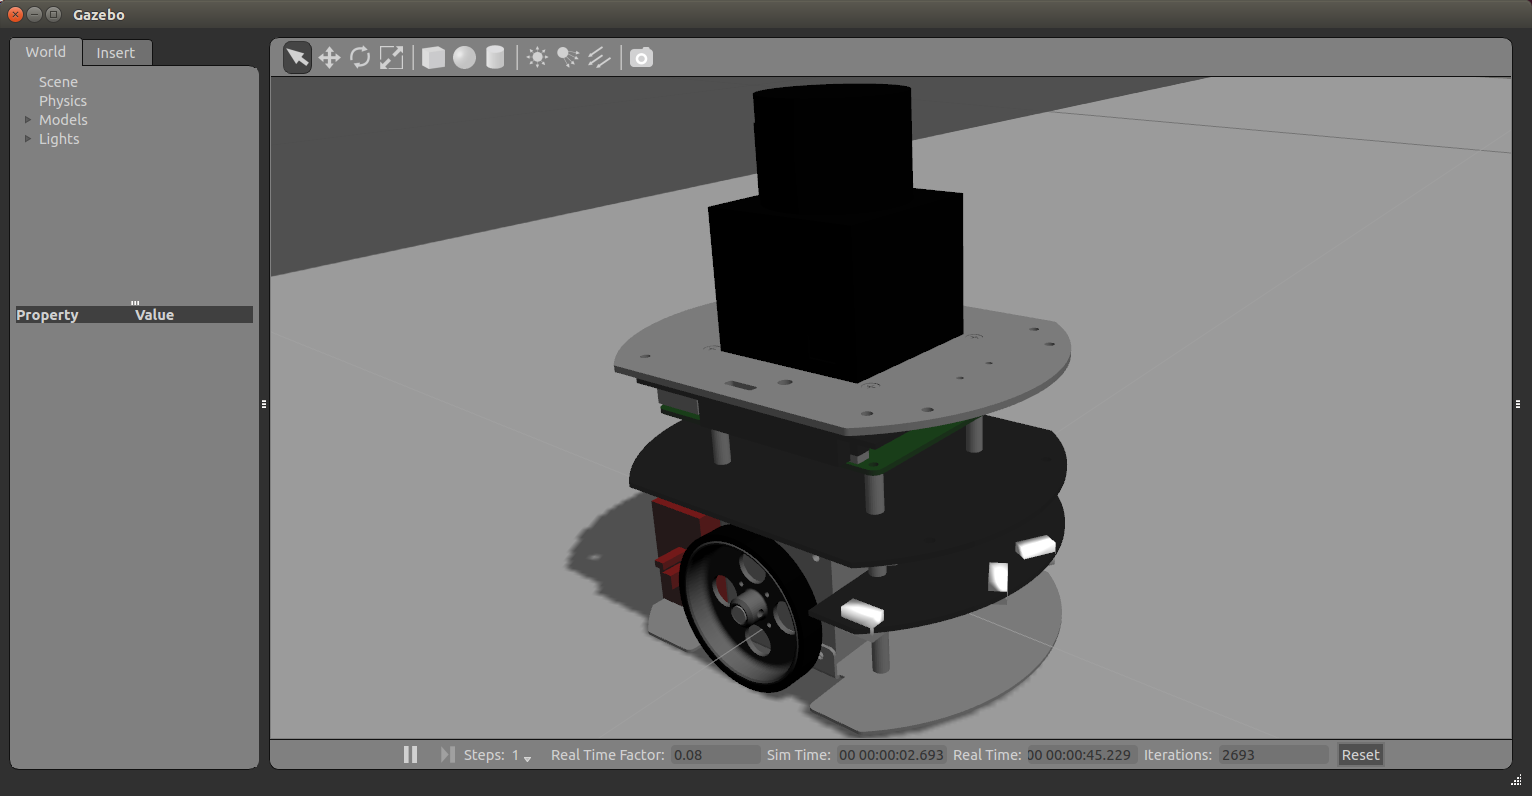 Gazebo
World
Insert
Scene
Physics
Models
Lights
Property Value
Steps: 1 Real Time Factor: 0.08 Sim Time: 00 00:00:02.693 Real Time: 00 00:00:45.229 Iterations: 2693 Reset